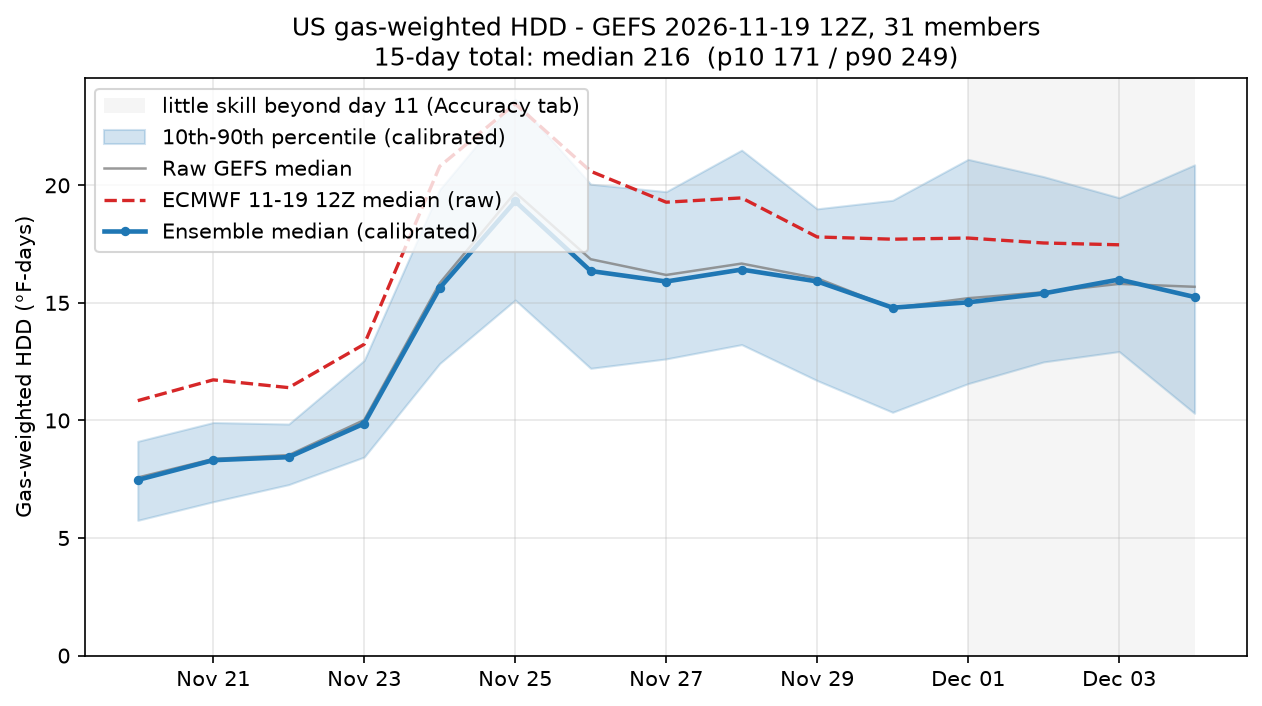 US gas-weighted HDD - GEFS 2026-11-19 12Z, 31 members
15-day total: median 216  (p10 171 / p90 249)
little skill beyond day 11 (Accuracy tab)
10th-90th percentile (calibrated)
Raw GEFS median
ECMWF 11-19 12Z median (raw)
Ensemble median (calibrated)
Gas-weighted HDD (°F-days)
20
15
10
5
0
Nov 21
Nov 23
Nov 25
Nov 27
Nov 29
Dec 01
Dec 03